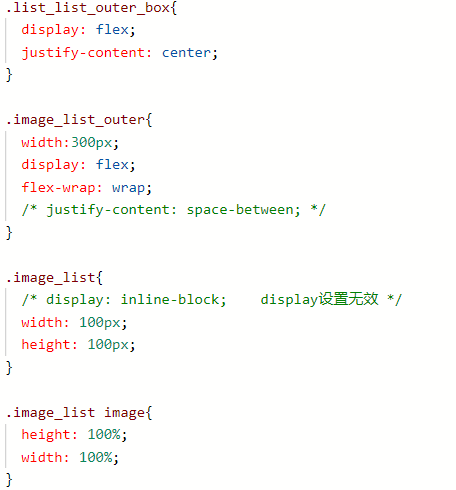 .list_list_outer_box{
display: flex;
justify-content: center;
}
.image_list_outer{
width:300px;
display: flex;
flex-wrap: wrap;
/* justify-content: space-between; */
}
.image_list{
/* display: inline-block;    display设置无效 */
width: 100px;
height: 100px;
}
.image_list image{
height: 100%;
width: 100%;
}